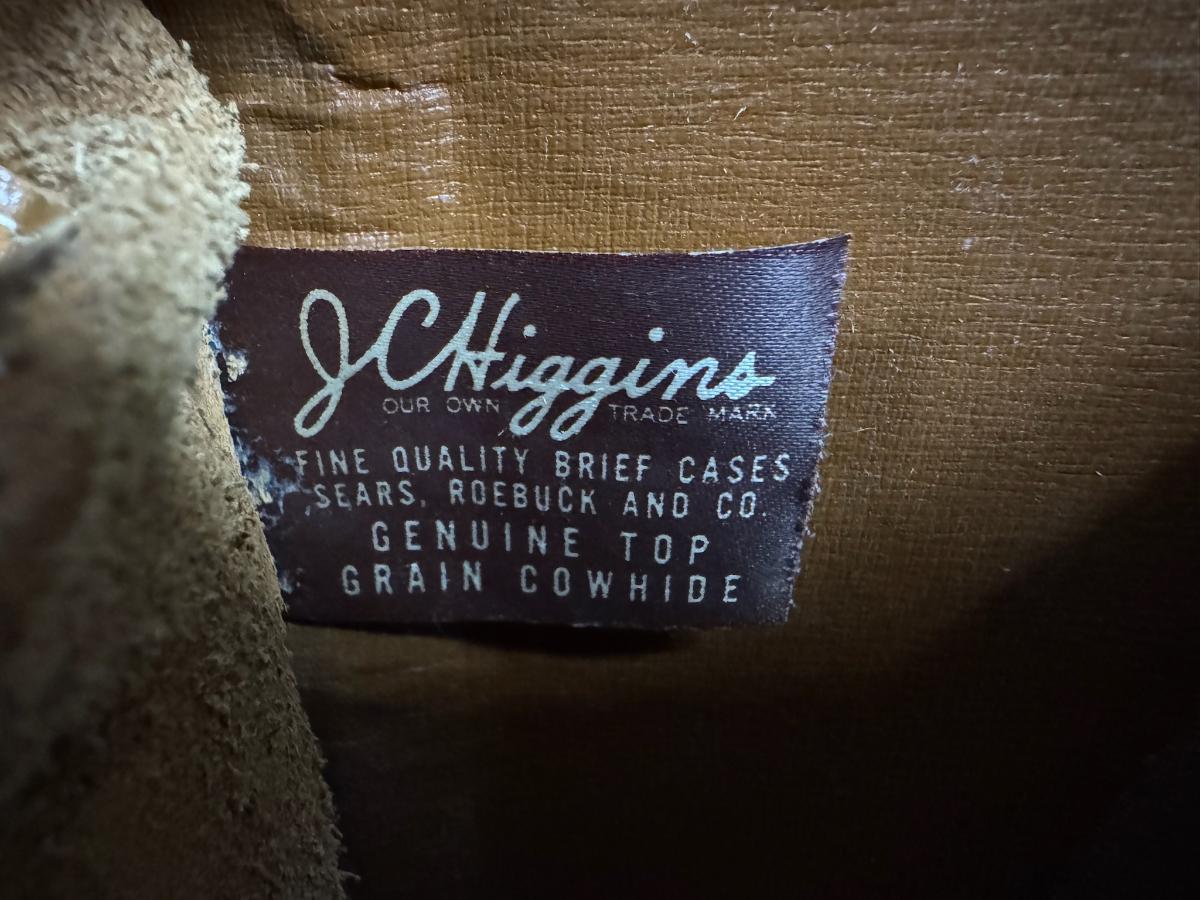 JCHiggins
OUR OWN TRADE MARK
FINE QUALITY BRIEF CASES
SEARS, ROEBUCK AND CO.
GENUINE TOP
GRAIN COWHIDE